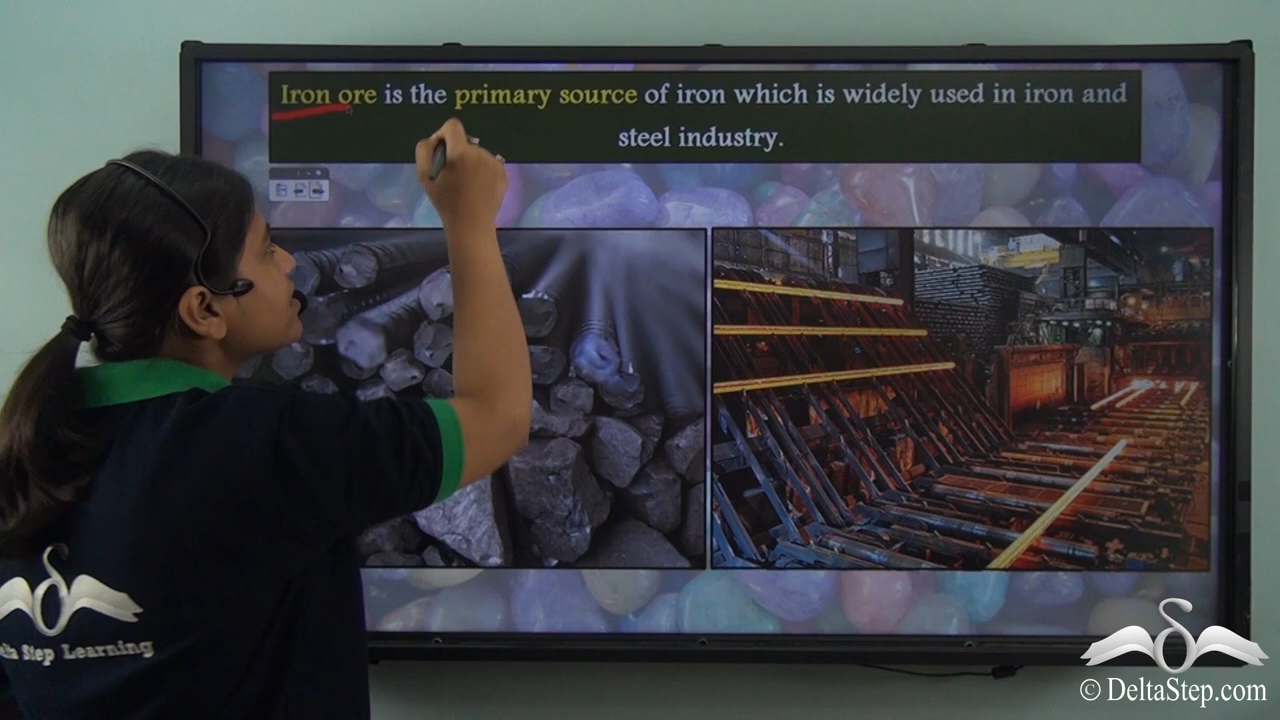 Iron ore is the primary source of iron which is widely used in iron and
steel industry.
Step Learning
© DeltaStep.com